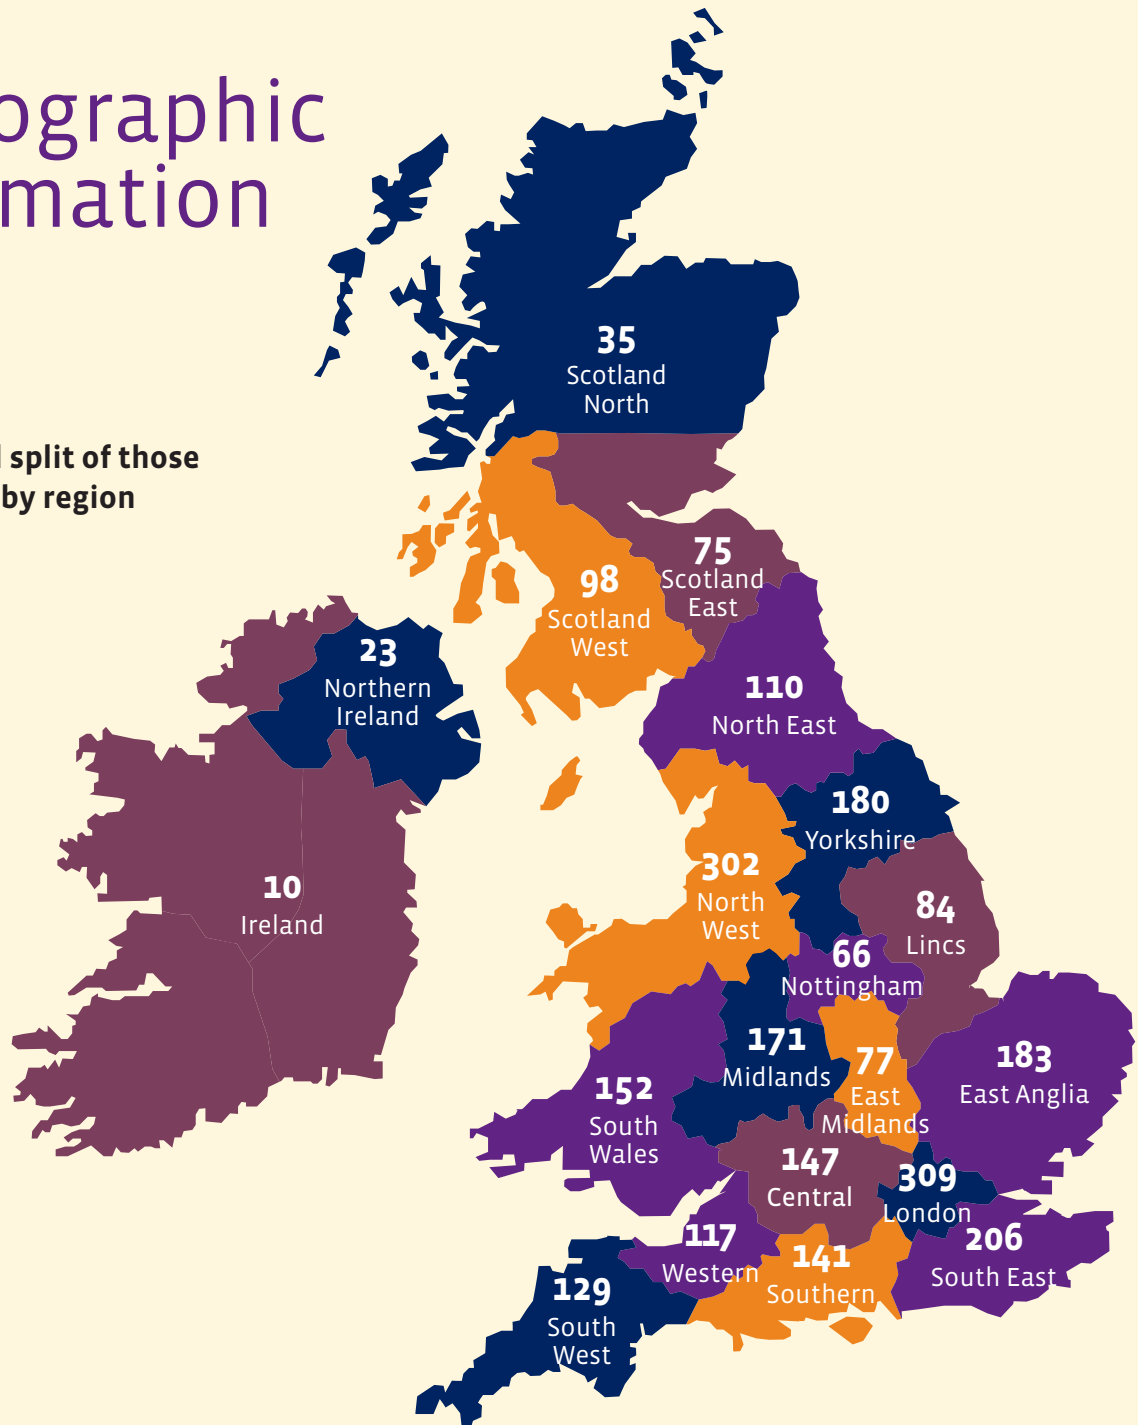 ographic
mation
split of those
by region
35
Scotland
North
75
Scotland
East
98
Scotland
West
23
Northern
Ireland
110
North East
180
Yorkshire
302
North
West
10
Ireland
84
Lincs
66
Nottingham
171
Midlands
77
East
Midlands
183
East Anglia
152
South
Wales
147
Central
309
London
117
Western
141
Southern
206
South East
129
South
West